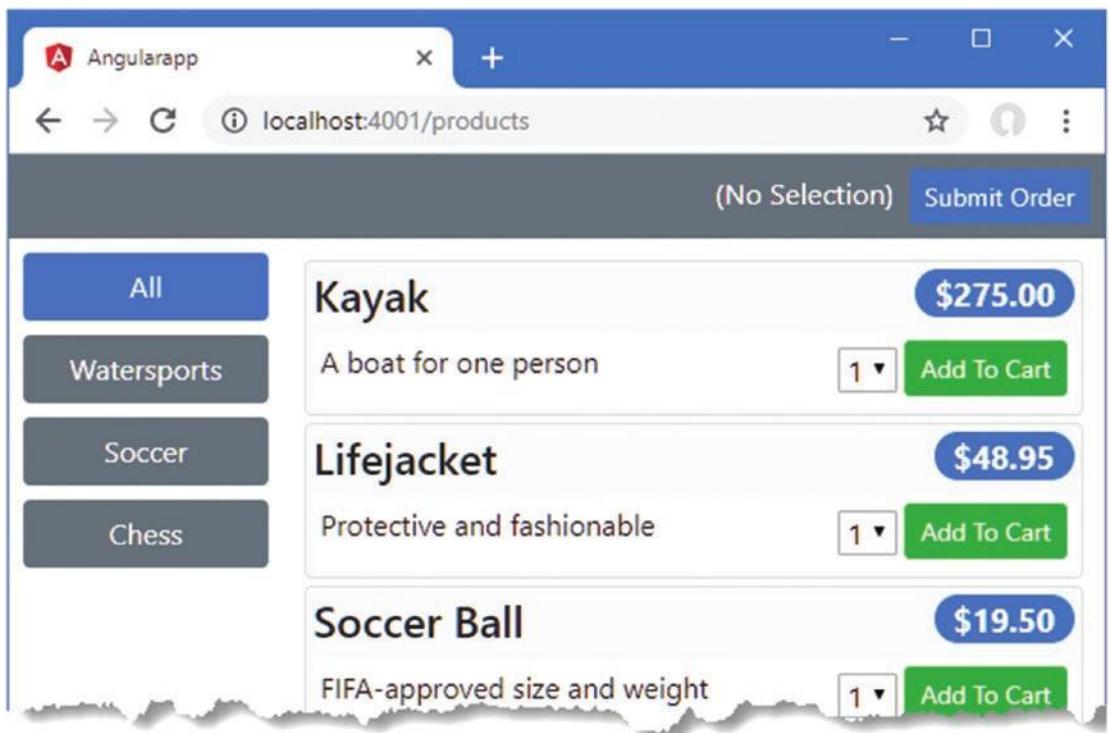 Angularapp
localhost:4001/products
(No Selection) Submit Order
All
Watersports
Soccer
Chess
Kayak $275.00
A boat for one person 1 Add To Cart
Lifejacket $48.95
Protective and fashionable 1 Add To Cart
Soccer Ball $19.50
FIFA-approved size and weight 1 Add To Cart